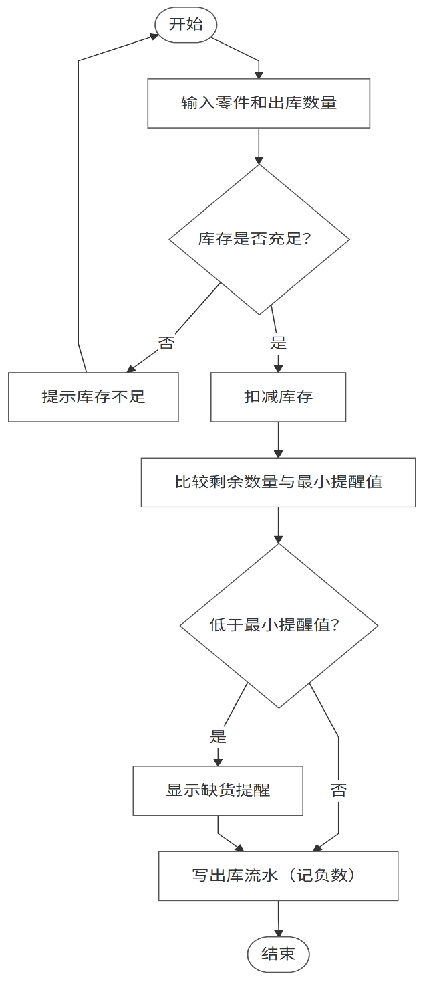 开始
输入零件和出库数量
库存是否充足？
否
是
提示库存不足
扣减库存
比较剩余数量与最小提醒值
低于最小提醒值？
是
显示缺货提醒
否
写出库流水（记负数）
结束